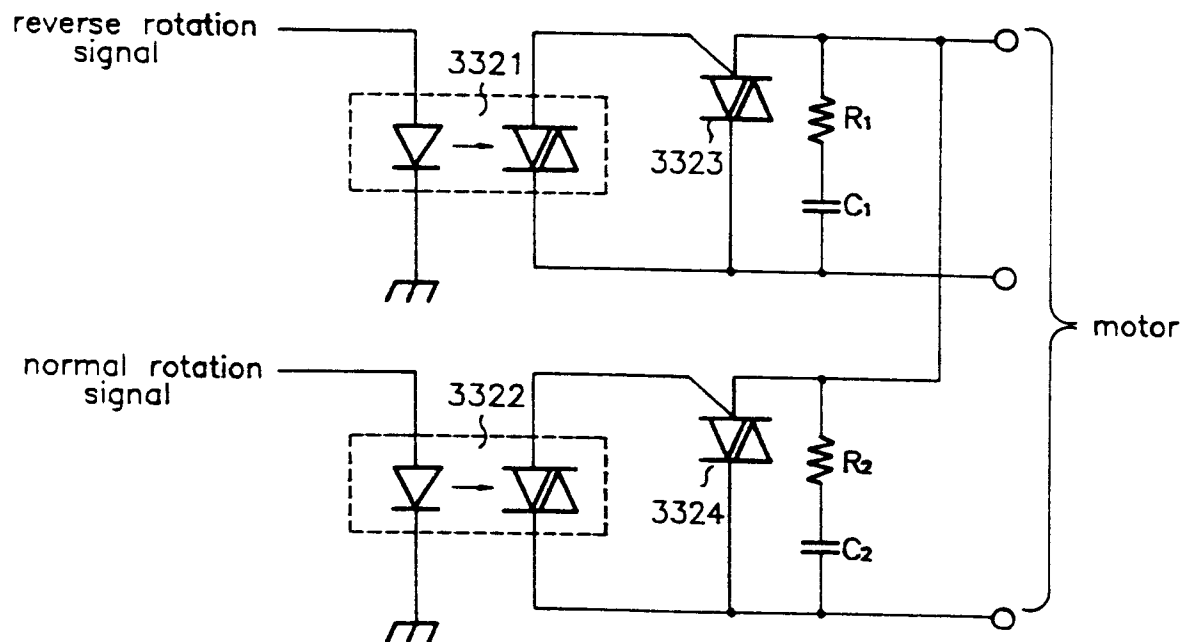 reverse rotation
signal
3321
3323
R1
C1
motor
normal rotation
signal
3322
3324
R2
C2